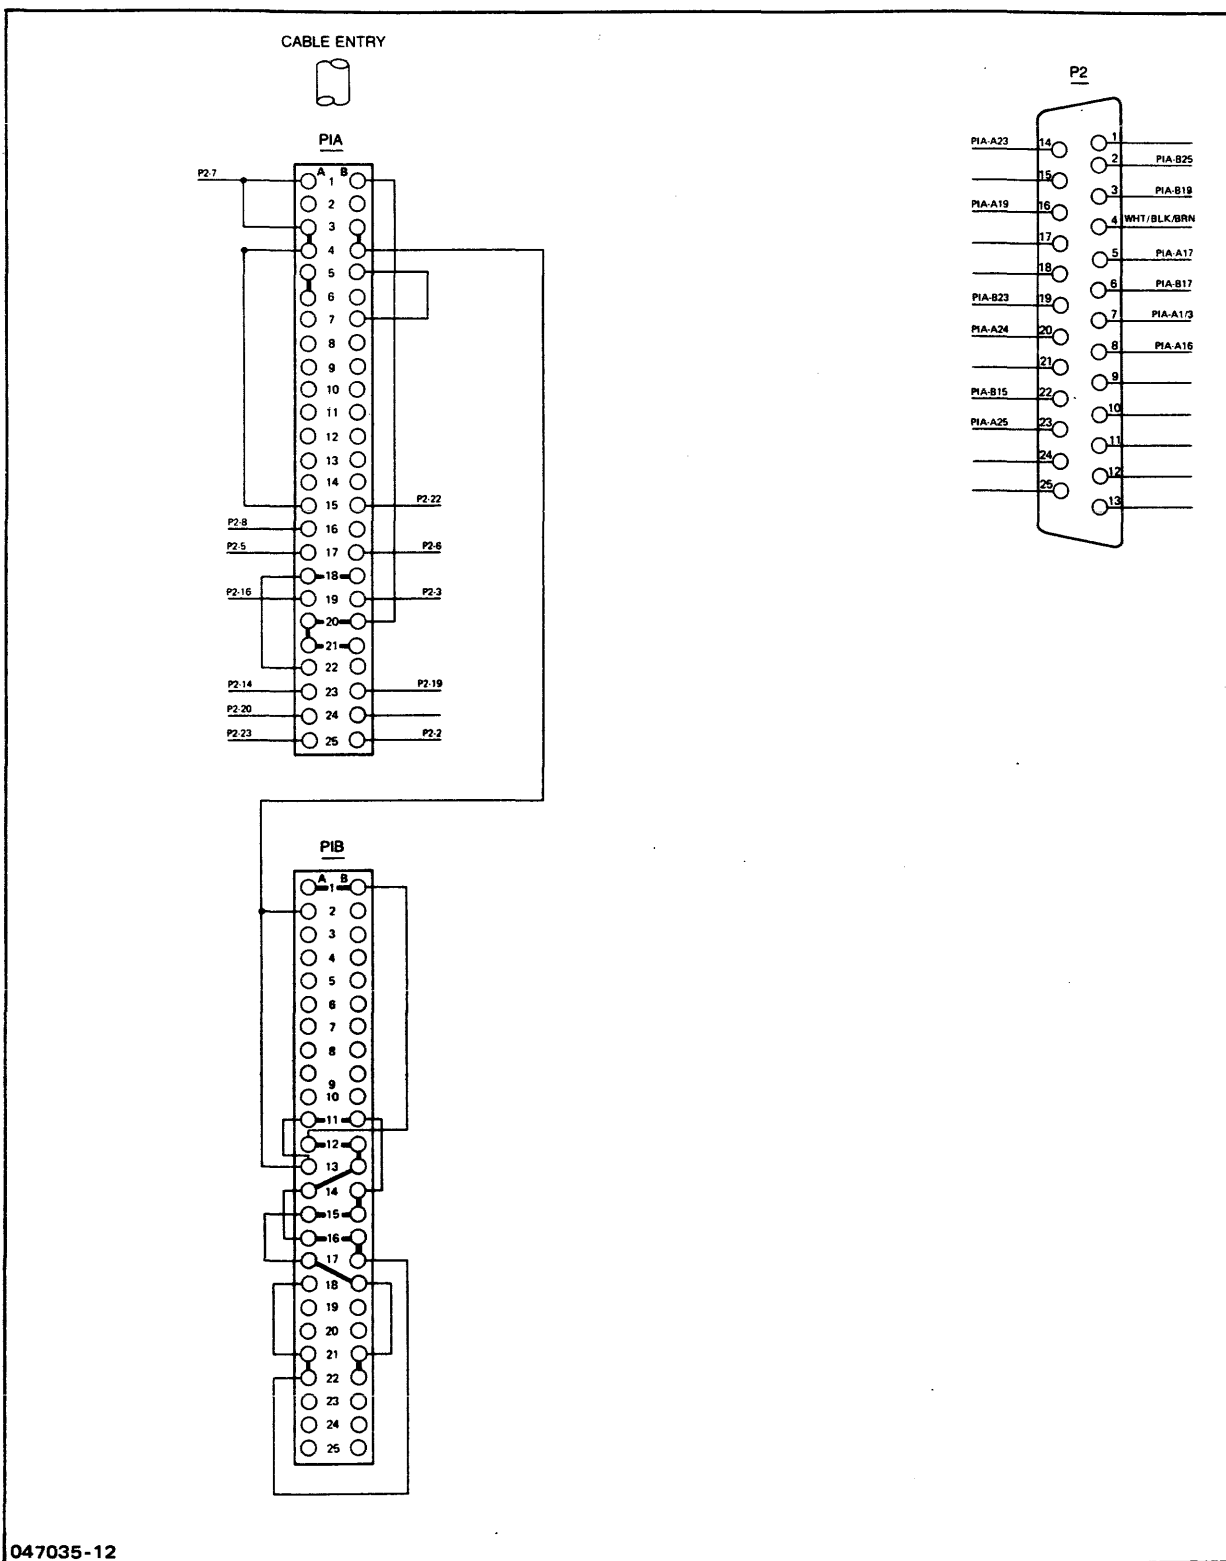 CABLE ENTRY
P2
PIA
A B
P2-7
1
2
3
4
5
6
7
8
9
10
11
12
13
14
15 P2-22
P2-8 16
P2-5 17 P2-6
18
P2-16 19 P2-3
20
21
22
P2-14 23 P2-19
P2-20 24
P2-23 25 P2-2
PIA-A23 14
15
PIA-A19 16
17
18
PIA-B23 19
PIA-A24 20
21
PIA-B15 22
PIA-A25 23
24
25
1
2 PIA-B25
3 PIA-B19
4 WHT/BLK/BRN
5 PIA-A17
6 PIA-B17
7 PIA-A1/3
8 PIA-A16
9
10
11
12
13
PIB
A B
1
2
3
4
5
6
7
8
9
10
11
12
13
14
15
16
17
18
19
20
21
22
23
24
25
047035-12